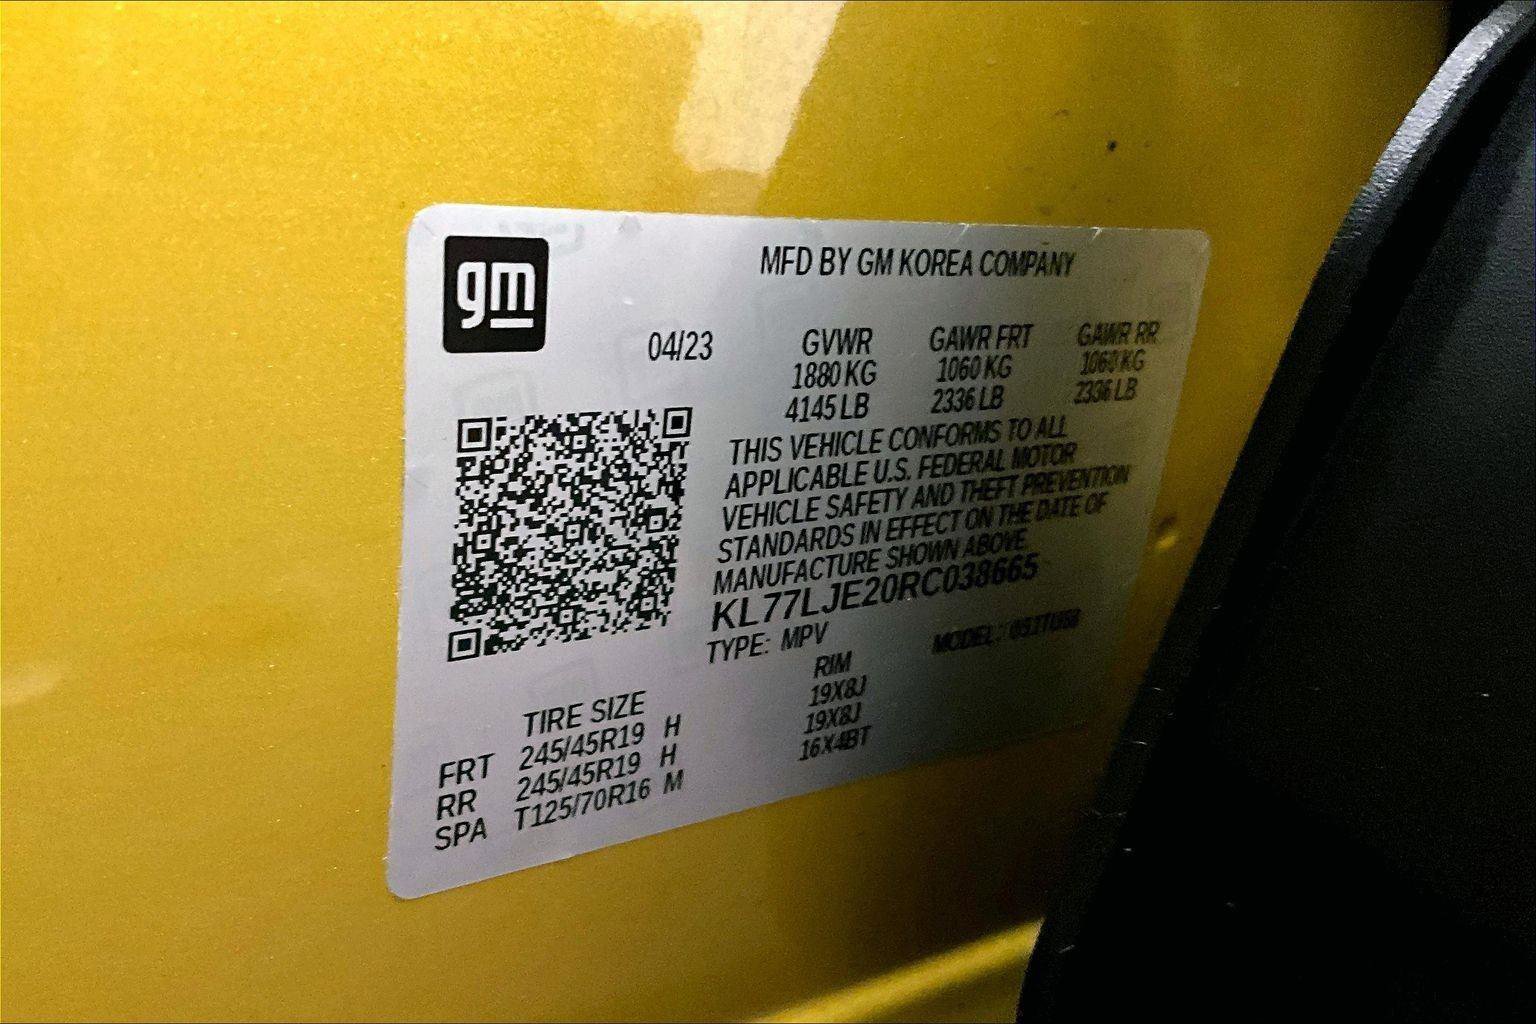 gm
MFD BY GM KOREA COMPANY
04/23 GVWR GAWR FRT GAWR RR
1880 KG 1060 KG 1060 KG
4145 LB 2336 LB 2336 LB
THIS VEHICLE CONFORMS TO ALL
APPLICABLE U.S. FEDERAL MOTOR
VEHICLE SAFETY AND THEFT PREVENTION
STANDARDS IN EFFECT ON THE DATE OF
MANUFACTURE SHOWN ABOVE
KL77LJE20RC038665
TYPE: MPV MODEL:
TIRE SIZE RIM
FRT 245/45R19 H 19X8J
RR 245/45R19 H 19X8J
SPA T125/70R16 M 16X4BT